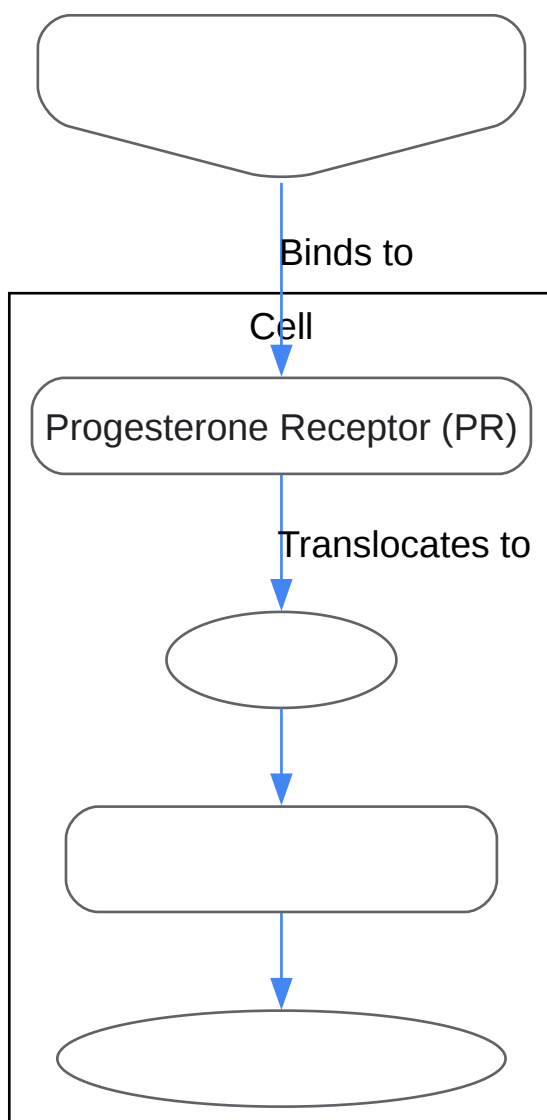 Binds to
Cell
Progesterone Receptor (PR)
Translocates to